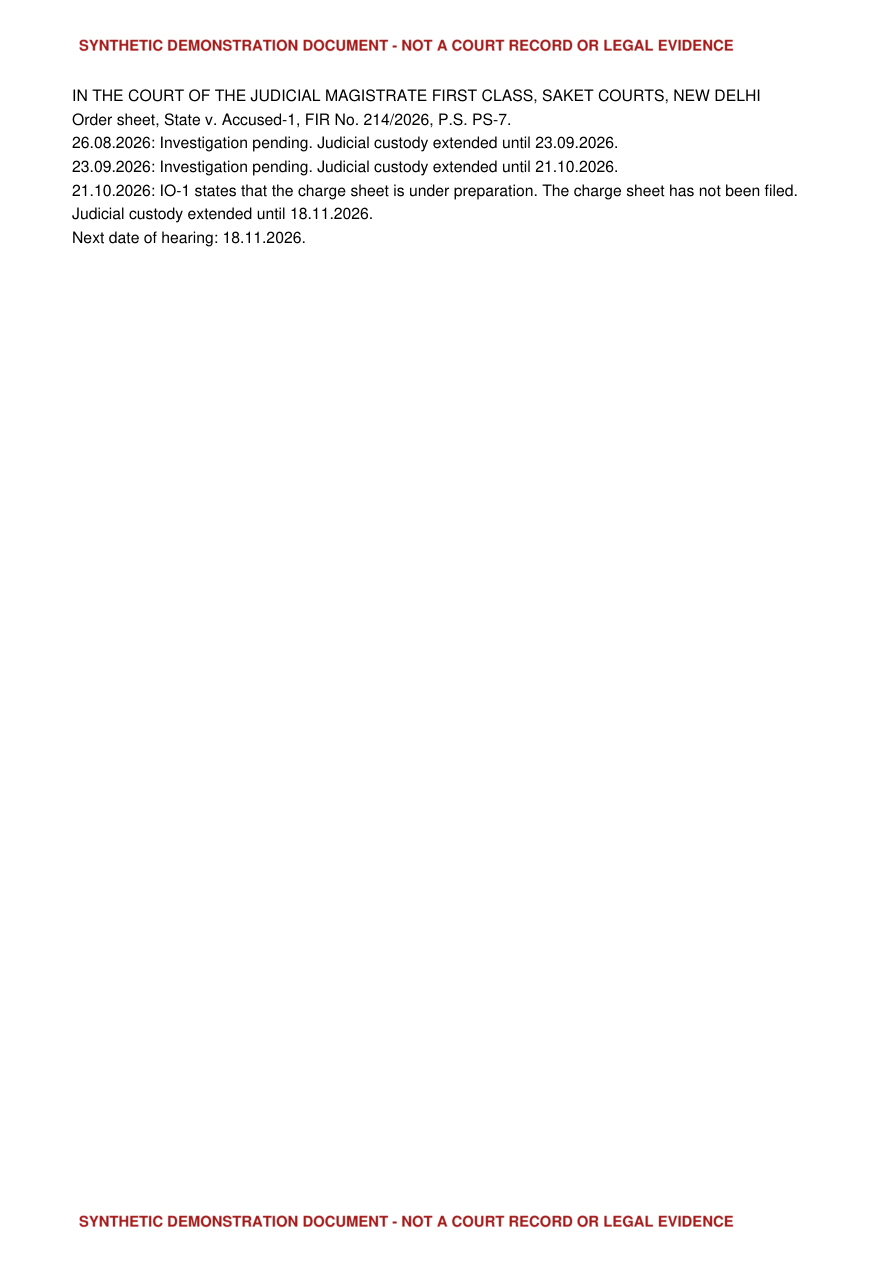 SYNTHETIC DEMONSTRATION DOCUMENT - NOT A COURT RECORD OR LEGAL EVIDENCE
IN THE COURT OF THE JUDICIAL MAGISTRATE FIRST CLASS, SAKET COURTS, NEW DELHI
Order sheet, State v. Accused-1, FIR No. 214/2026, P.S. PS-7.
26.08.2026: Investigation pending. Judicial custody extended until 23.09.2026.
23.09.2026: Investigation pending. Judicial custody extended until 21.10.2026.
21.10.2026: IO-1 states that the charge sheet is under preparation. The charge sheet has not been filed.
Judicial custody extended until 18.11.2026.
Next date of hearing: 18.11.2026.
SYNTHETIC DEMONSTRATION DOCUMENT - NOT A COURT RECORD OR LEGAL EVIDENCE